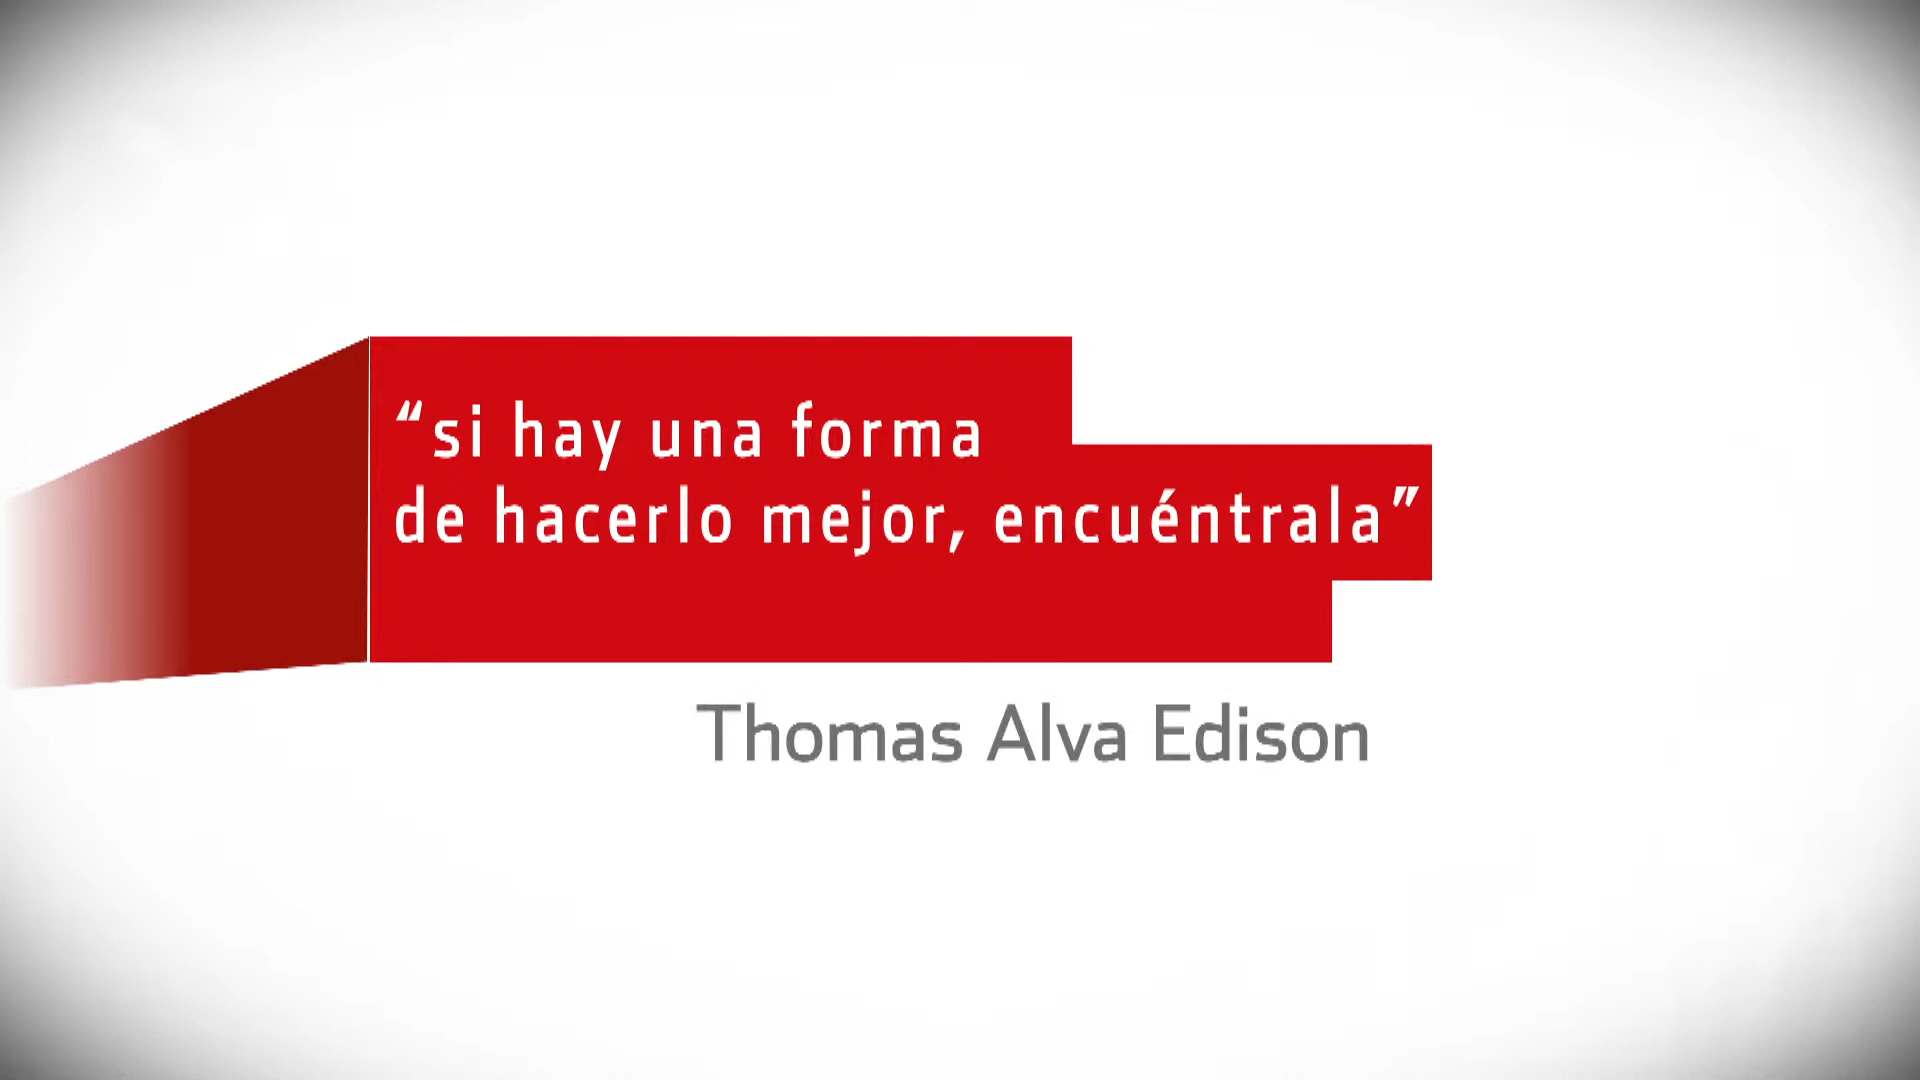 “si hay una forma
de hacerlo mejor, encuéntrala”
Thomas Alva Edison